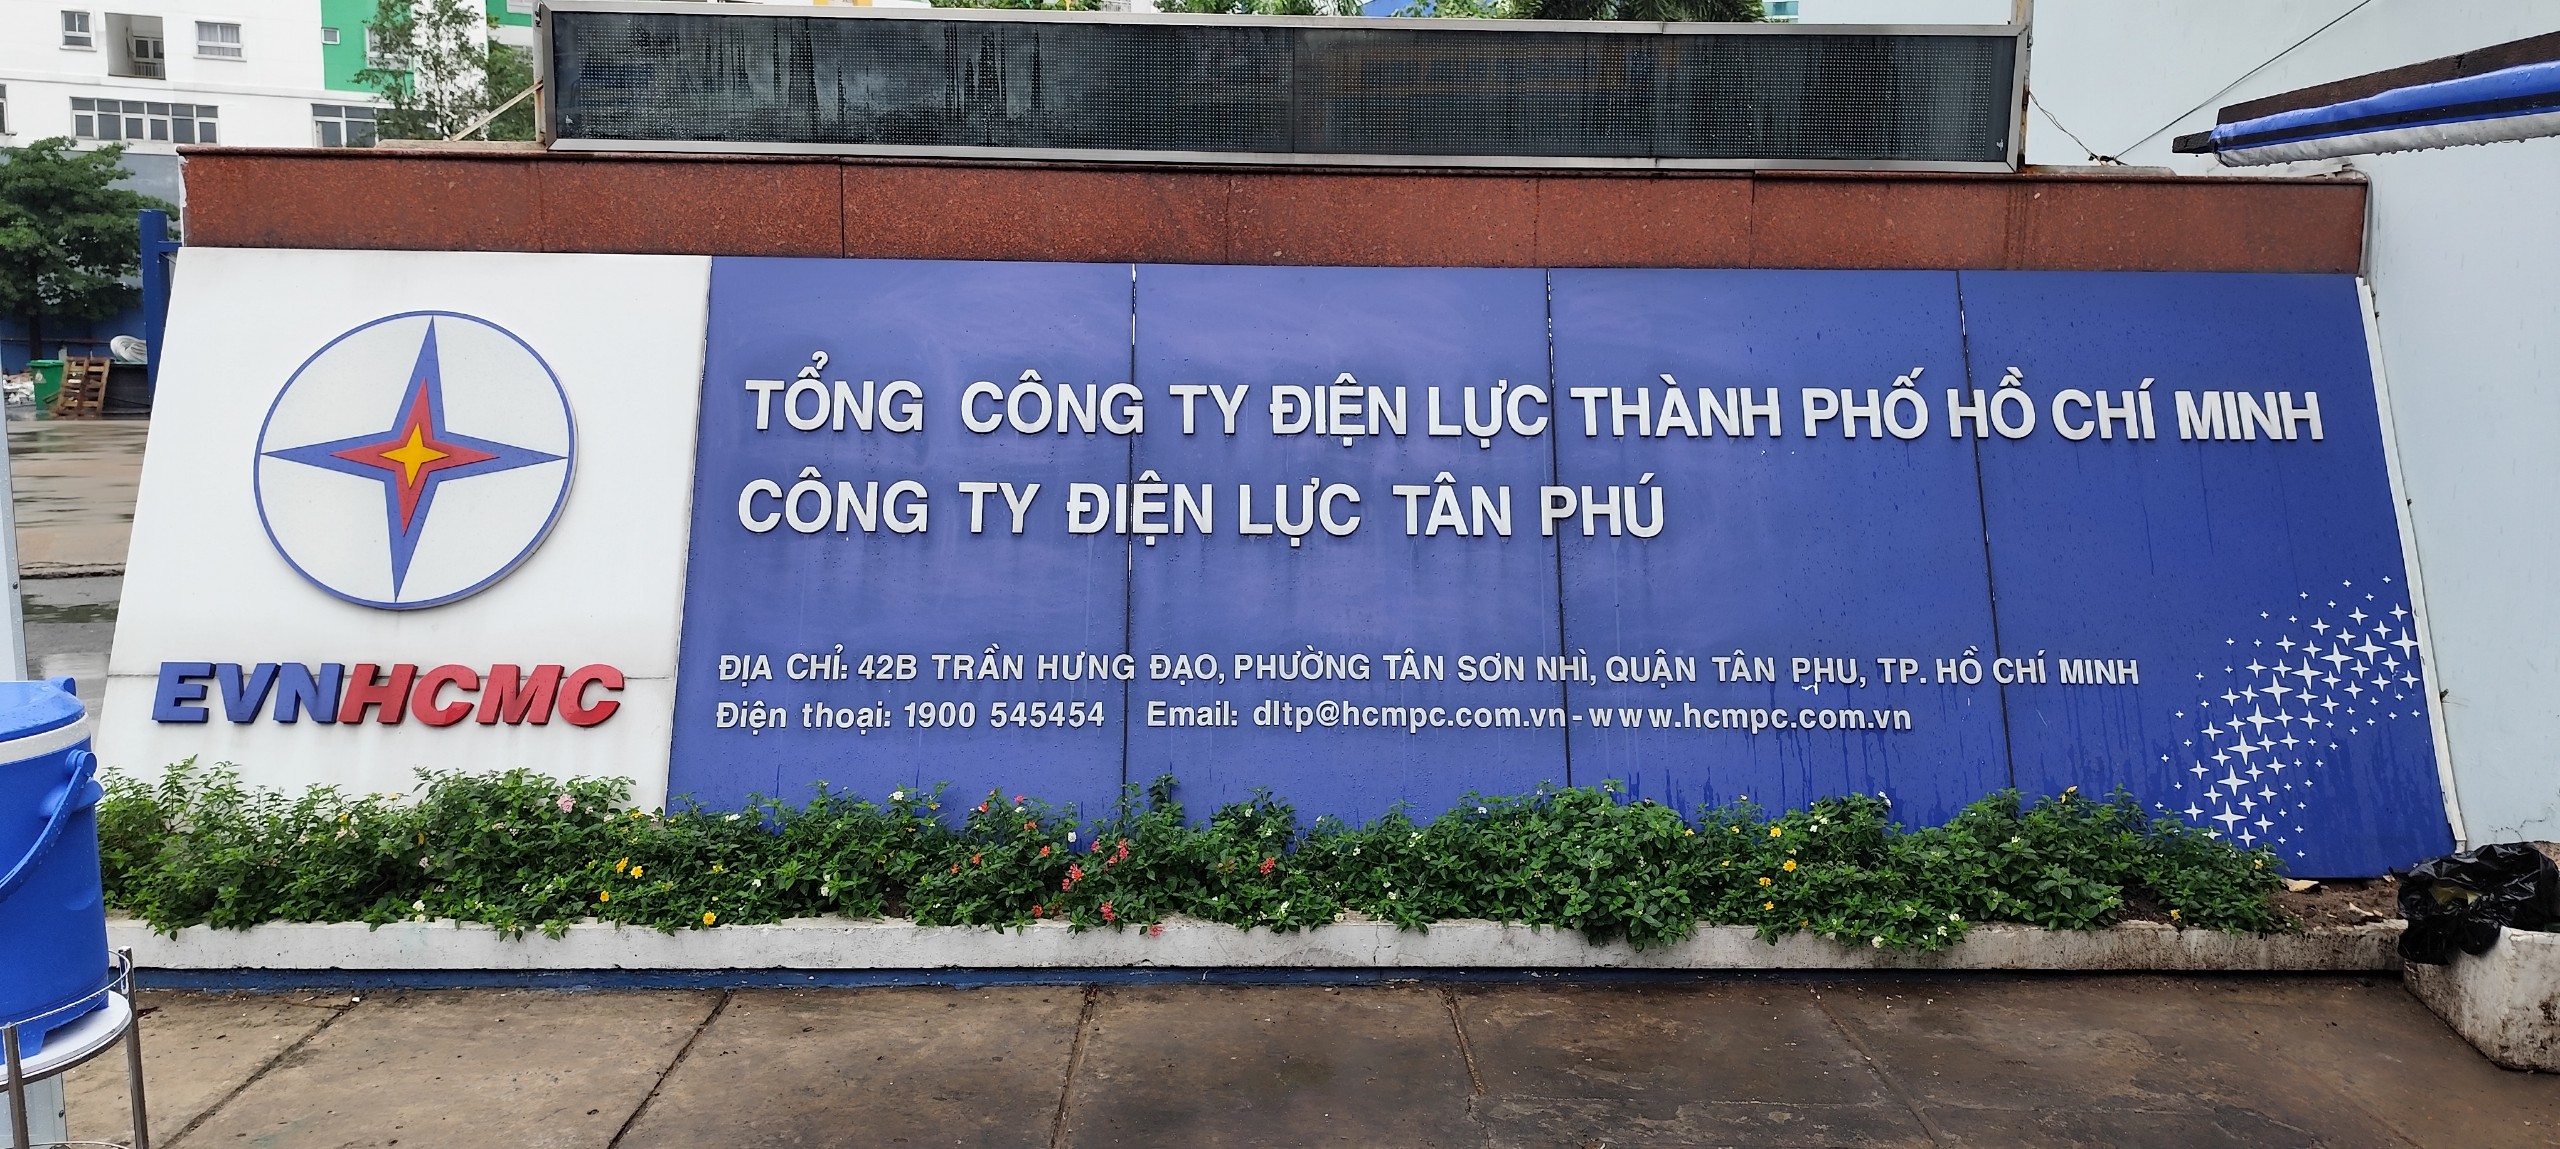 TỔNG CÔNG TY ĐIỆN LỰC THÀNH PHỐ HỒ CHÍ MINH
CÔNG TY ĐIỆN LỰC TÂN PHÚ
EVNHCMC
ĐỊA CHỈ: 42B TRẦN HƯNG ĐẠO, PHƯỜNG TÂN SƠN NHÌ, QUẬN TÂN PHU, TP. HỒ CHÍ MINH
Điện thoại: 1900 545454 Email: dltp@hcmpc.com.vn-www.hcmpc.com.vn